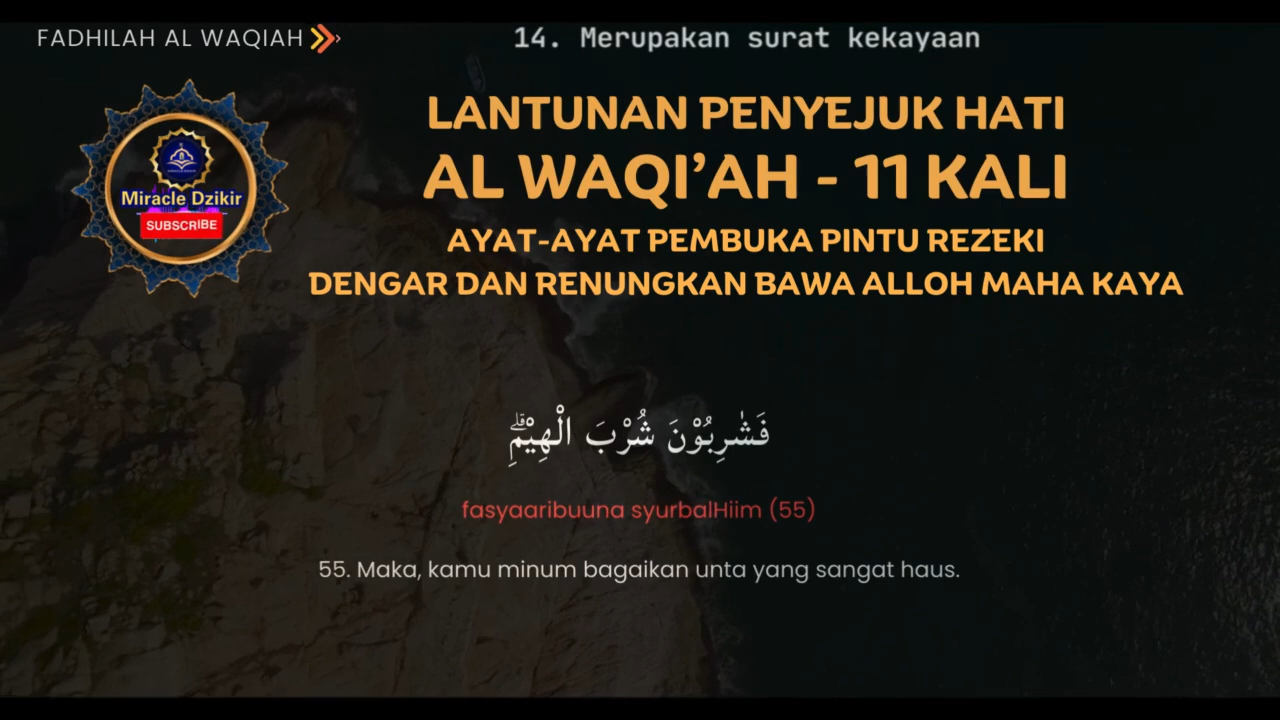 FADHILAH AL WAQIAH
14. Merupakan surat kekayaan
LANTUNAN PENYEJUK HATI
AL WAQI’AH - 11 KALI
AYAT-AYAT PEMBUKA PINTU REZEKI
DENGAR DAN RENUNGKAN BAWA ALLOH MAHA KAYA
Miracle Dzikir
SUBSCRIBE
فَشٰرِبُوْنَ شُرْبَ الْهِيْمِۗ
fasyaaribuuna syurbalHiim (55)
55. Maka, kamu minum bagaikan unta yang sangat haus.